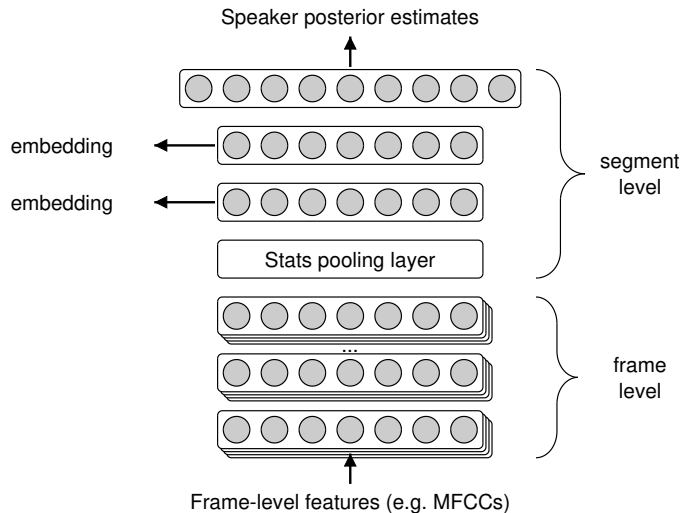 Speaker posterior estimates
embedding
segment
level
embedding
Stats pooling layer
...
frame
level
Frame-level features (e.g. MFCCs)